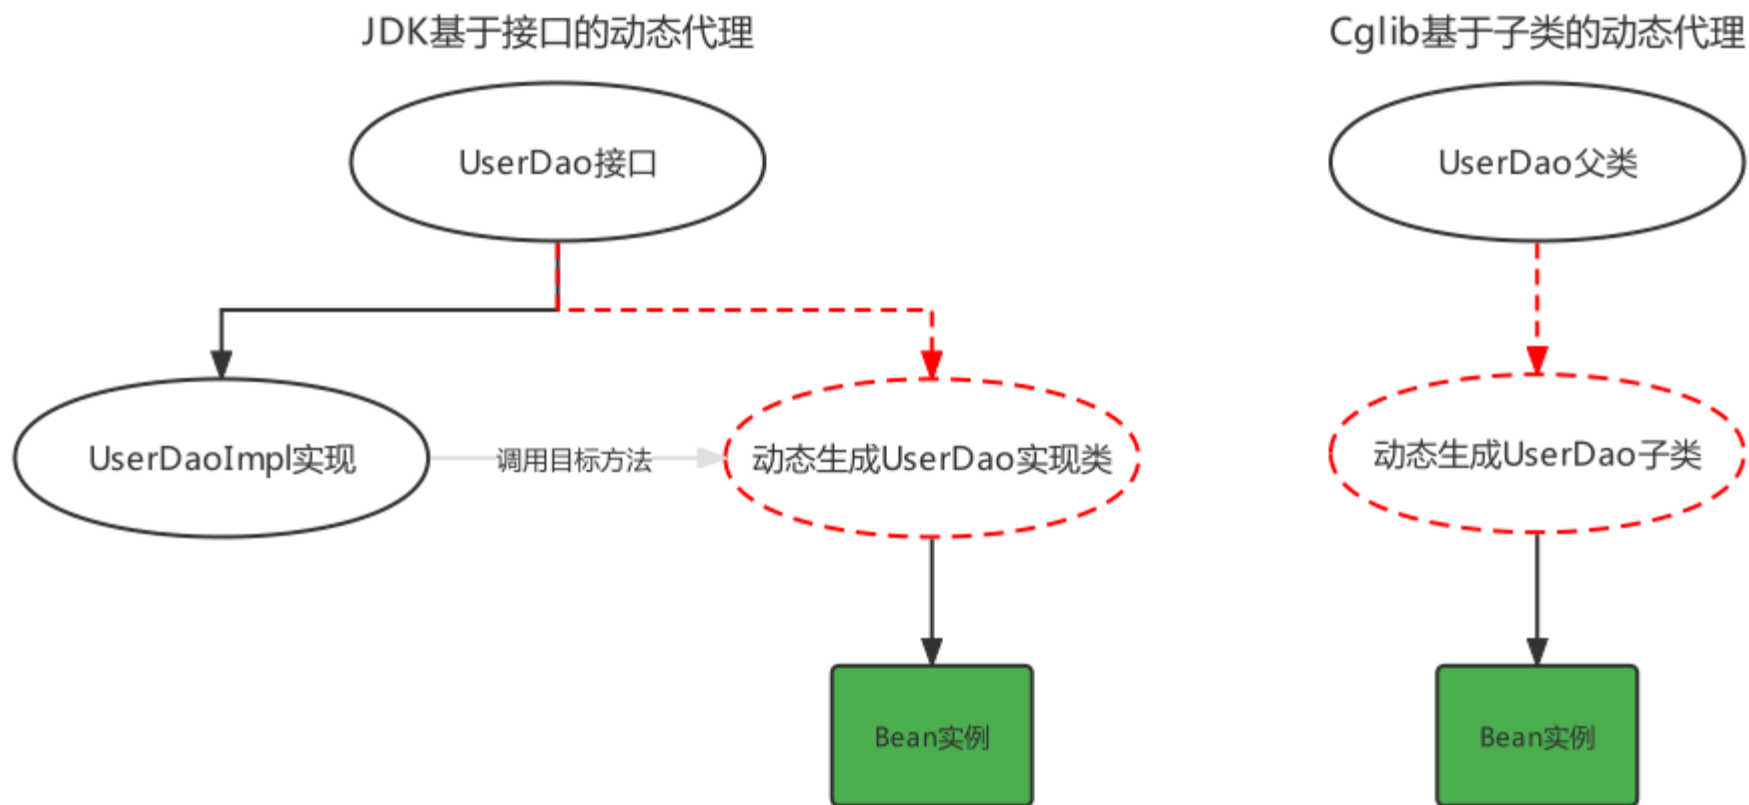 JDK基于接口的动态代理
Cglib基于子类的动态代理
UserDao接口
UserDao父类
UserDaoImpl实现
调用目标方法
动态生成UserDao实现类
动态生成UserDao子类
Bean实例
Bean实例